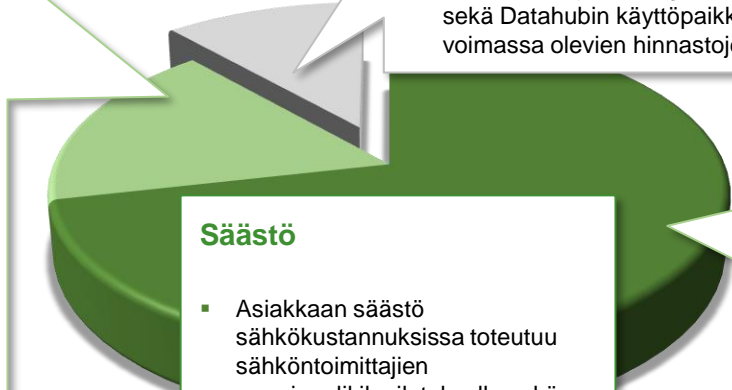 sekä Datahubin käyttöpaikk
voimassa olevien hinnastoj
Säästö
▪ Asiakkaan säästö
sähkökustannuksissa toteutuu
sähköntoimittajien